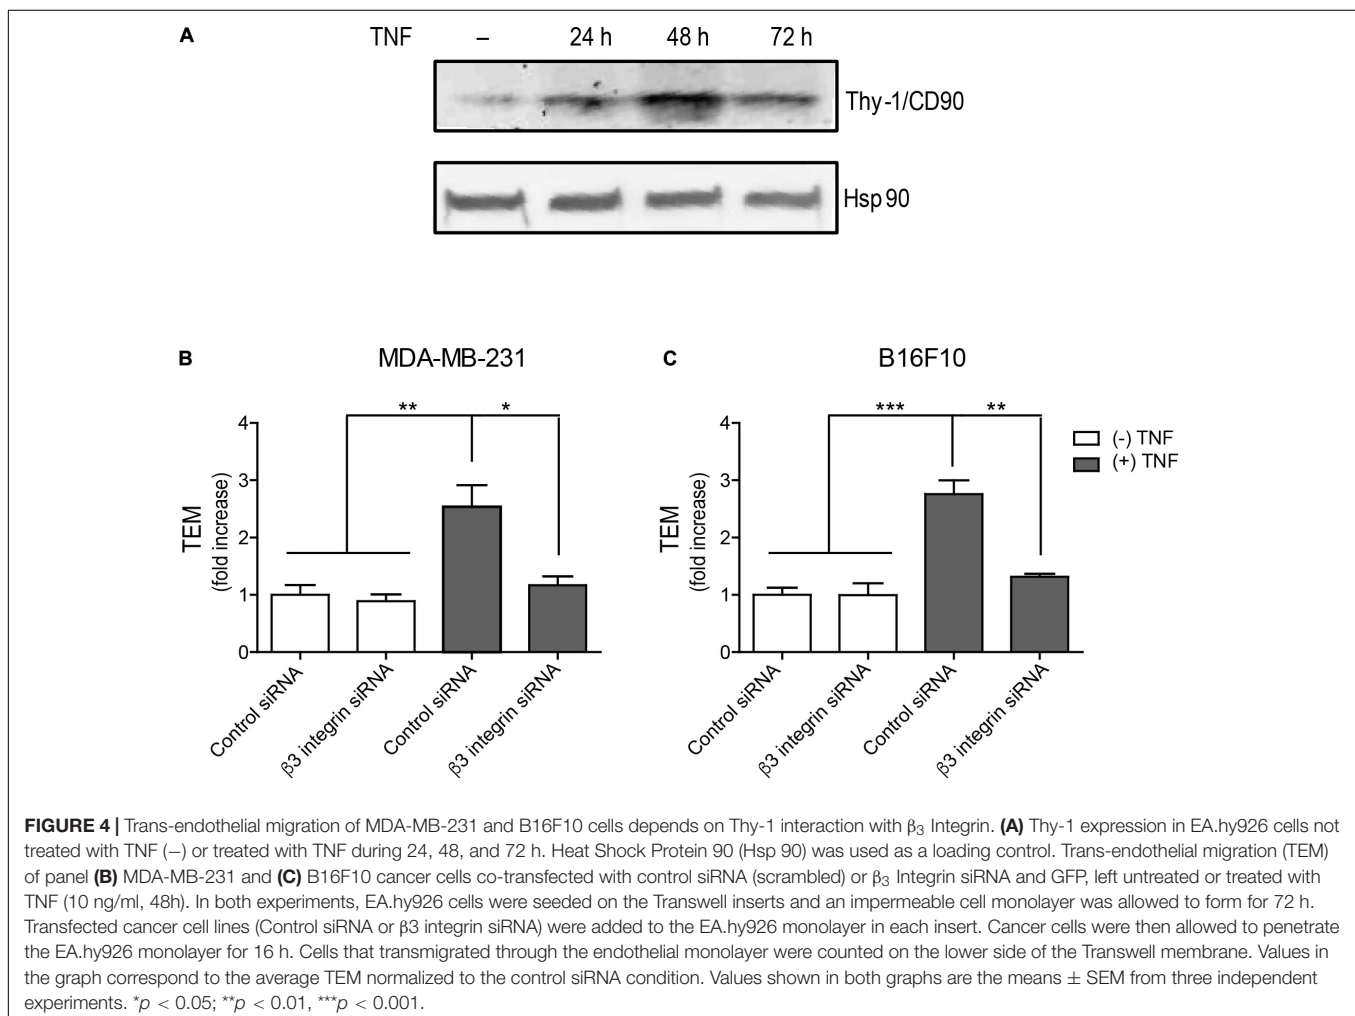 A
TNF – 24 h 48 h 72 h
Thy-1/CD90
Hsp 90
B MDA-MB-231
** *
4
3
2
1
0
TEM
(fold increase)
Control siRNA
β3 integrin siRNA
Control siRNA
β3 integrin siRNA
C B16F10
*** **
4
3
2
1
0
TEM
(fold increase)
Control siRNA
β3 integrin siRNA
Control siRNA
β3 integrin siRNA
(-) TNF
(+) TNF
FIGURE 4 | Trans-endothelial migration of MDA-MB-231 and B16F10 cells depends on Thy-1 interaction with β₃ Integrin. (A) Thy-1 expression in EA.hy926 cells not
treated with TNF (−) or treated with TNF during 24, 48, and 72 h. Heat Shock Protein 90 (Hsp 90) was used as a loading control. Trans-endothelial migration (TEM)
of panel (B) MDA-MB-231 and (C) B16F10 cancer cells co-transfected with control siRNA (scrambled) or β₃ Integrin siRNA and GFP, left untreated or treated with
TNF (10 ng/ml, 48h). In both experiments, EA.hy926 cells were seeded on the Transwell inserts and an impermeable cell monolayer was allowed to form for 72 h.
Transfected cancer cell lines (Control siRNA or β3 integrin siRNA) were added to the EA.hy926 monolayer in each insert. Cancer cells were then allowed to penetrate
the EA.hy926 monolayer for 16 h. Cells that transmigrated through the endothelial monolayer were counted on the lower side of the Transwell membrane. Values in
the graph correspond to the average TEM normalized to the control siRNA condition. Values shown in both graphs are the means ± SEM from three independent
experiments. *p < 0.05; **p < 0.01, ***p < 0.001.